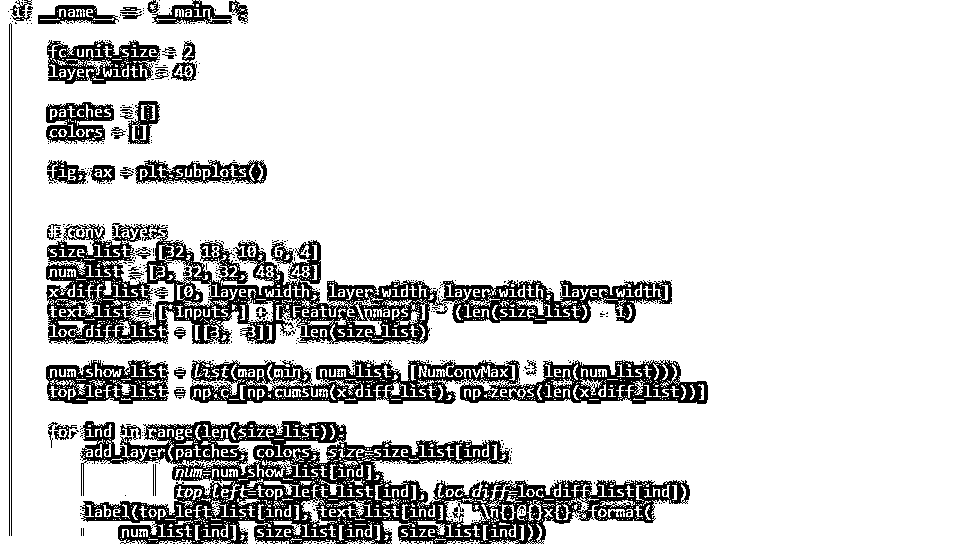 if __name__ == "__main__":
fc_unit_size = 2
layer_width = 40
patches = []
colors = []
fig, ax = plt.subplots()
# conv layers
size_list = [32, 18, 10, 6, 4]
num_list = [3, 32, 32, 48, 48]
x_diff_list = [0, layer_width, layer_width, layer_width, layer_width]
text_list = ['Inputs'] + ['Feature\nmaps'] * (len(size_list) - 1)
loc_diff_list = [[3, -3]] * len(size_list)
num_show_list = list(map(min, num_list, [NumConvMax] * len(num_list)))
top_left_list = np.c_[np.cumsum(x_diff_list), np.zeros(len(x_diff_list))]
for ind in range(len(size_list)):
add_layer(patches, colors, size=size_list[ind],
num=num_show_list[ind],
top_left=top_left_list[ind], loc_diff=loc_diff_list[ind])
label(top_left_list[ind], text_list[ind] + '\n{}@{}x{}'.format(
num_list[ind], size_list[ind], size_list[ind]))